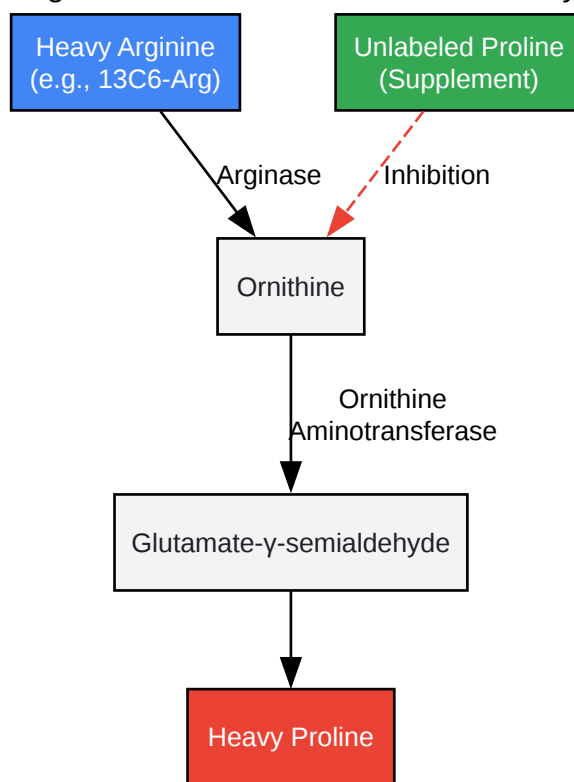 Heavy Arginine
(e.g., 13C6-Arg)
Unlabeled Proline
(Supplement)
Arginase
Inhibition
Ornithine
Ornithine
Aminotransferase
Glutamate-γ-semialdehyde
Heavy Proline